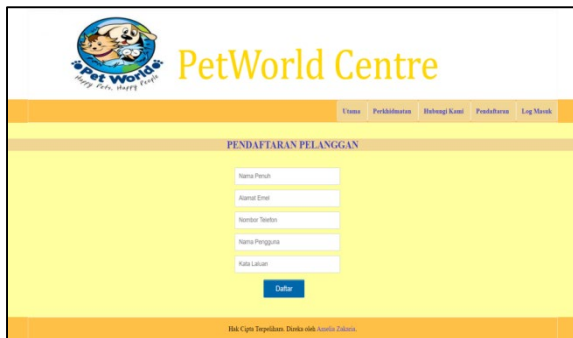 Pet World
Happy Pets, Happy People
PetWorld Centre
Utama Perkhidmatan Hubungi Kami Pendaftaran Log Masuk
PENDAFTARAN PELANGGAN
Nama Penuh
Alamat Emel
Nombor Telefon
Nama Pengguna
Kata Laluan
Daftar
Hak Cipta Terpelihara. Direka oleh Amelia Zakaria.